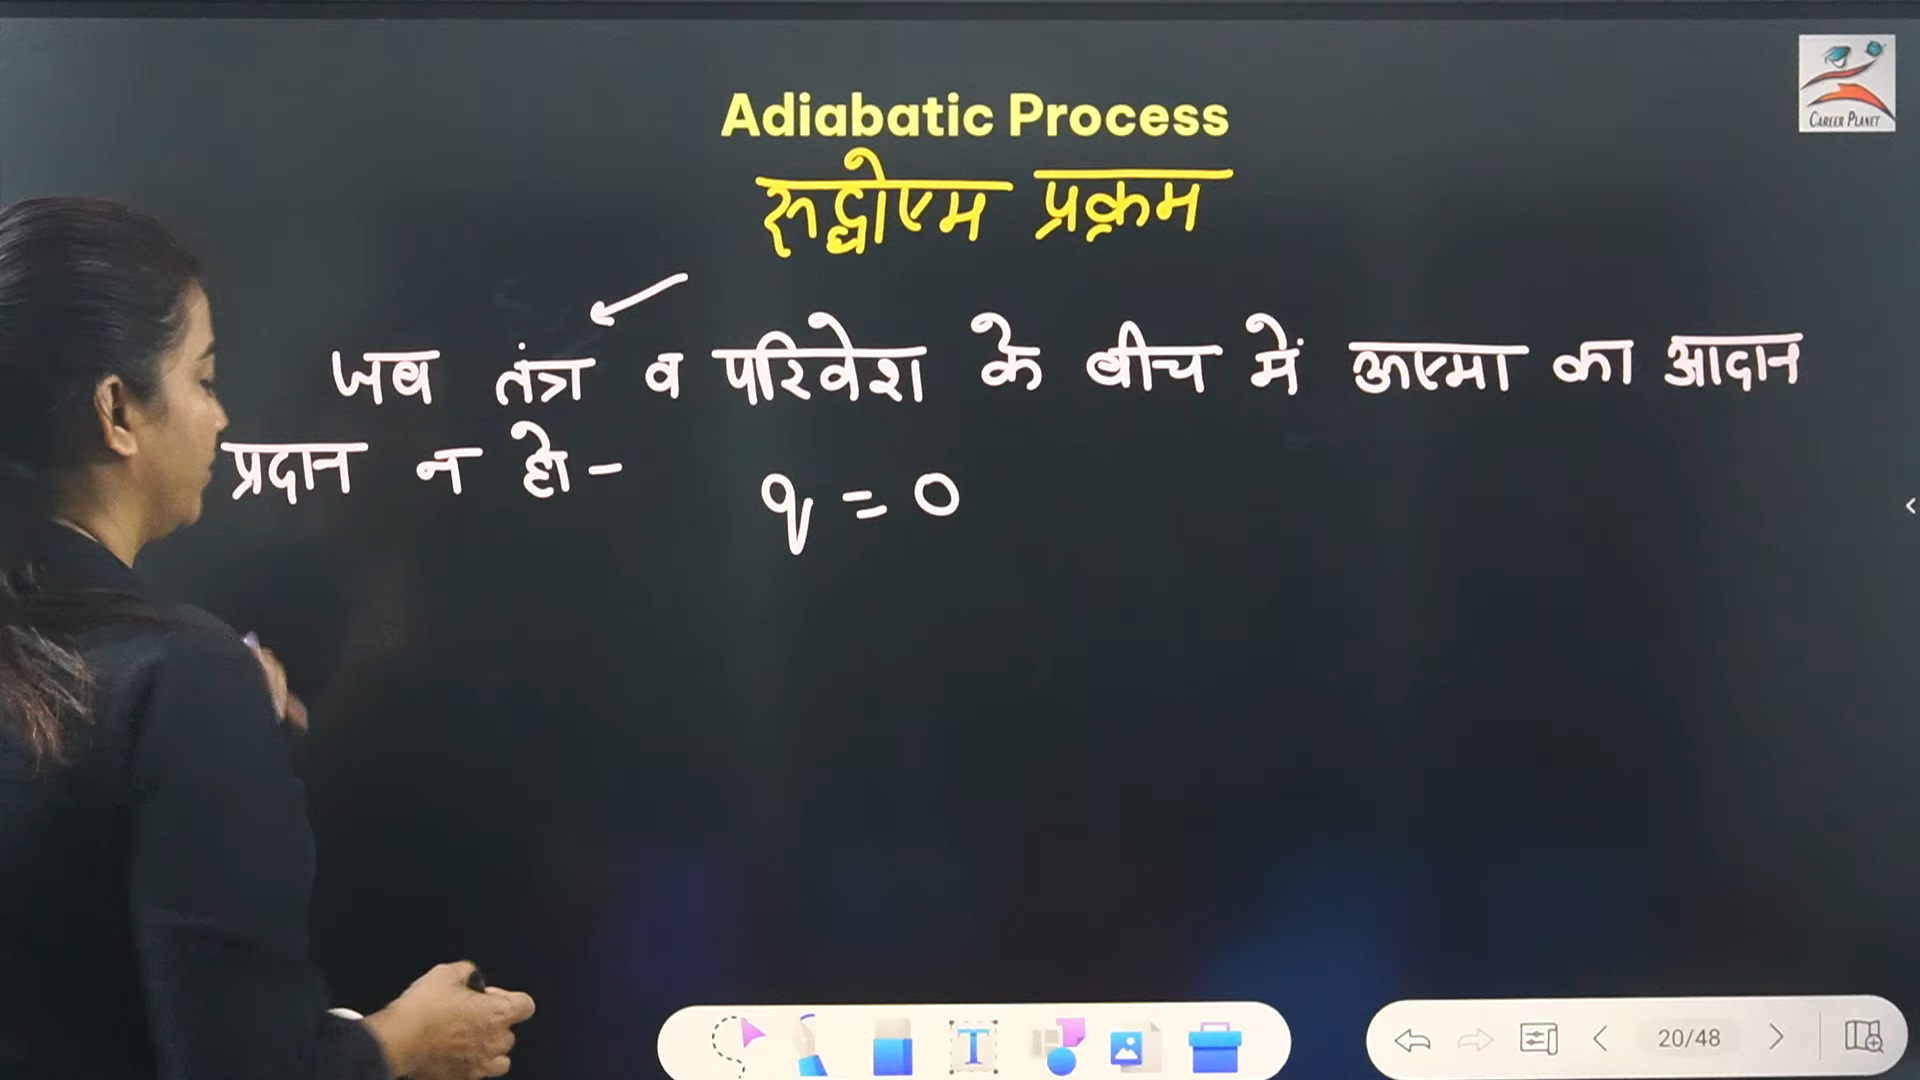 CAREER PLANET
Adiabatic Process
रूद्धोष्म प्रक्रम
जब तंत्र व परिवेश के बीच में ऊष्मा का आदान
प्रदान न हो -
q = 0
T
20/48